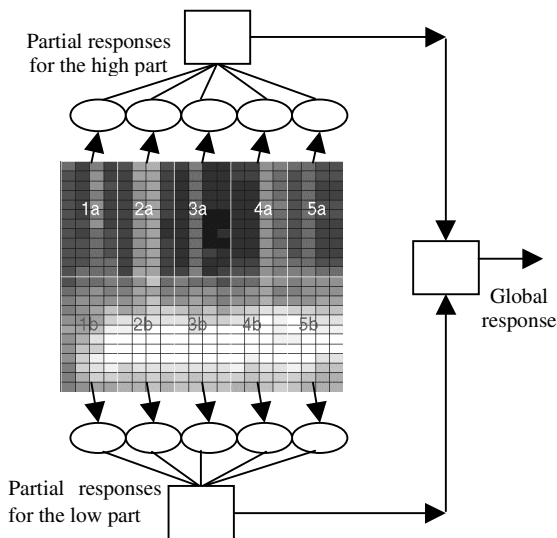 Partial responses
for the high part
1a 2a 3a 4a 5a
1b 2b 3b 4b 5b
Global
response
Partial responses
for the low part